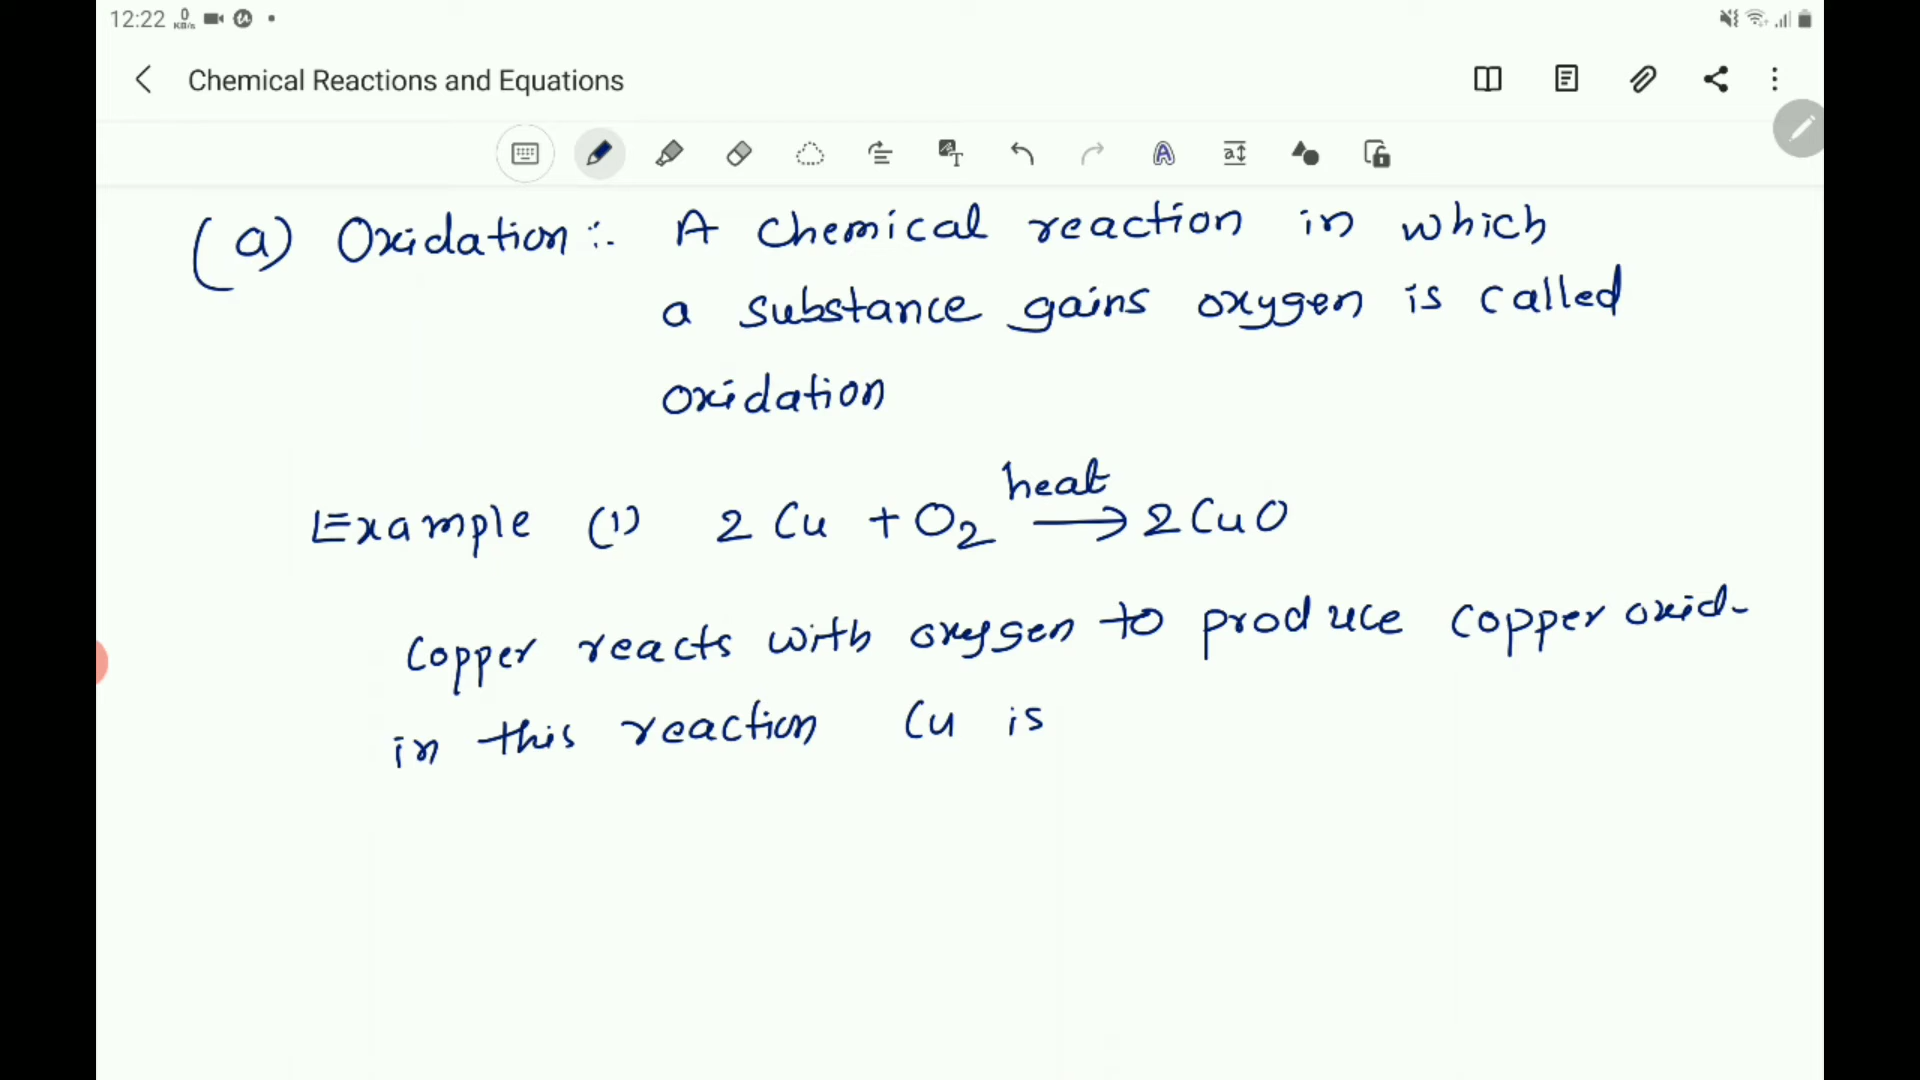 12:22 0 KB/s
Chemical Reactions and Equations
(a) Oxidation :. A chemical reaction in which
a substance gains oxygen is called
oxidation
heat
Example (1) 2 Cu + O2 → 2 CuO
Copper reacts with oxygen to produce copper oxid-
in this reaction Cu is